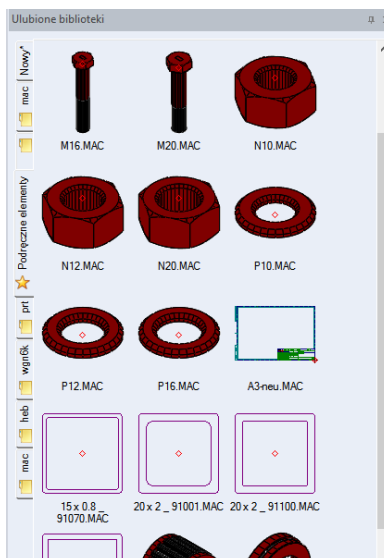 Ulubione biblioteki
Nowy*
mac
Podręczne elementy
prt
wgn6k
heb
mac
M16.MAC
M20.MAC
N10.MAC
N12.MAC
N20.MAC
P10.MAC
P12.MAC
P16.MAC
A3-neu.MAC
15 x 0.8 _
91070.MAC
20 x 2 _ 91001.MAC
20 x 2 _ 91100.MAC